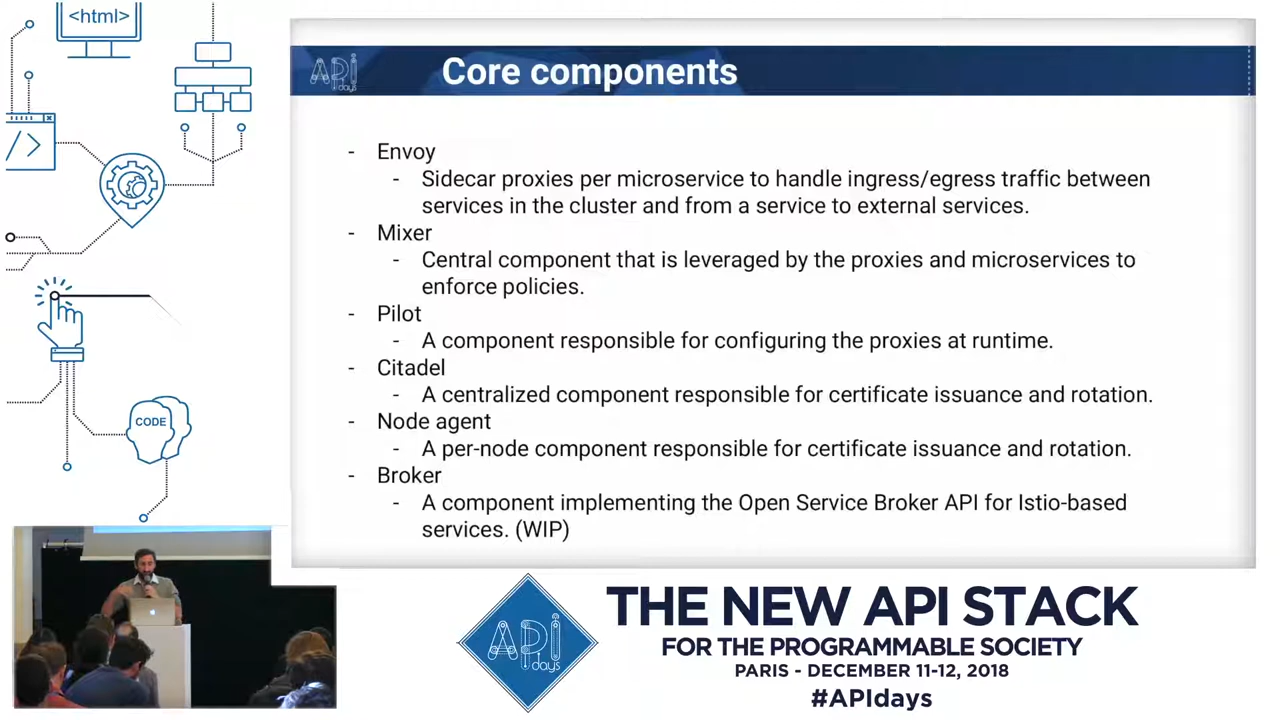 <html>
API days
Core components
- Envoy
- Sidecar proxies per microservice to handle ingress/egress traffic between
services in the cluster and from a service to external services.
- Mixer
- Central component that is leveraged by the proxies and microservices to
enforce policies.
- Pilot
- A component responsible for configuring the proxies at runtime.
- Citadel
- A centralized component responsible for certificate issuance and rotation.
- Node agent
- A per-node component responsible for certificate issuance and rotation.
- Broker
- A component implementing the Open Service Broker API for Istio-based
services. (WIP)
</>
CODE
API
days
THE NEW API STACK
FOR THE PROGRAMMABLE SOCIETY
PARIS - DECEMBER 11-12, 2018
#APIdays